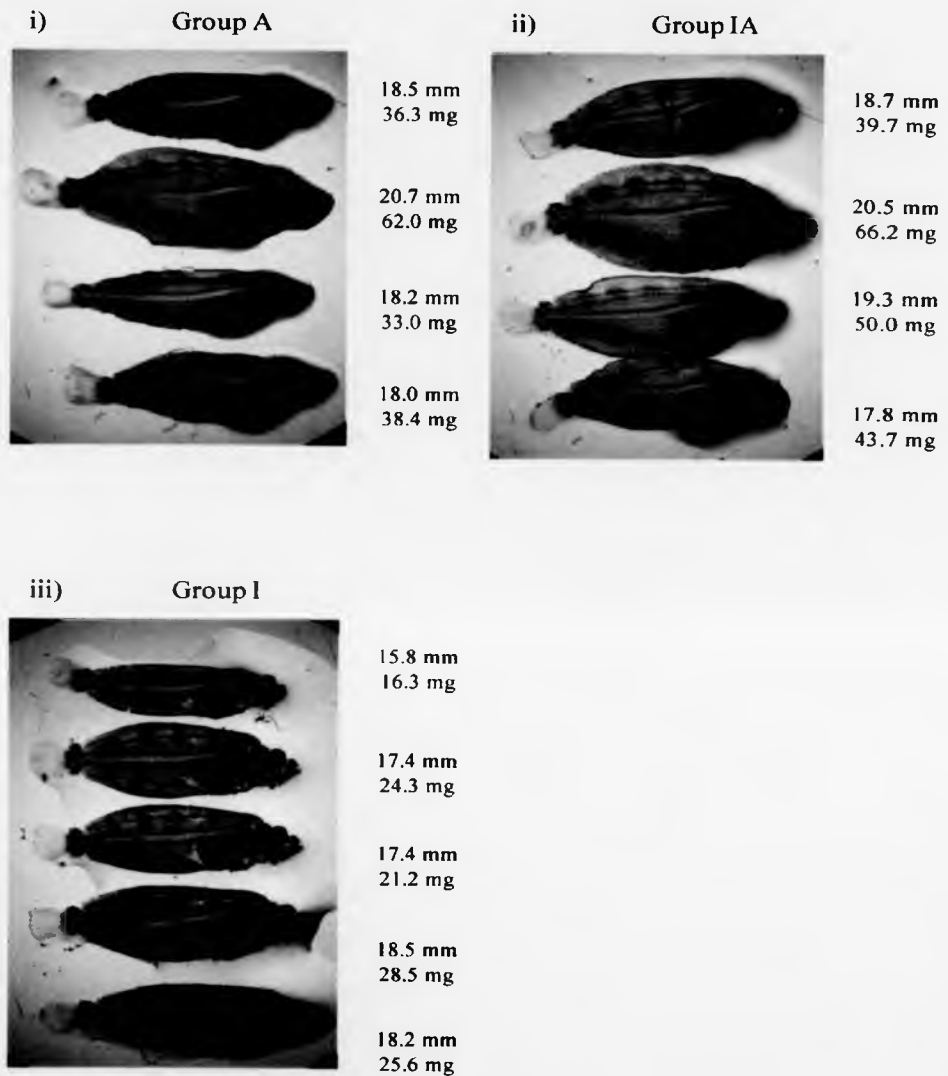 i) Group A
18.5 mm
36.3 mg
20.7 mm
62.0 mg
18.2 mm
33.0 mg
18.0 mm
38.4 mg
ii) Group IA
18.7 mm
39.7 mg
20.5 mm
66.2 mg
19.3 mm
50.0 mg
17.8 mm
43.7 mg
iii) Group I
15.8 mm
16.3 mg
17.4 mm
24.3 mg
17.4 mm
21.2 mg
18.5 mm
28.5 mg
18.2 mm
25.6 mg